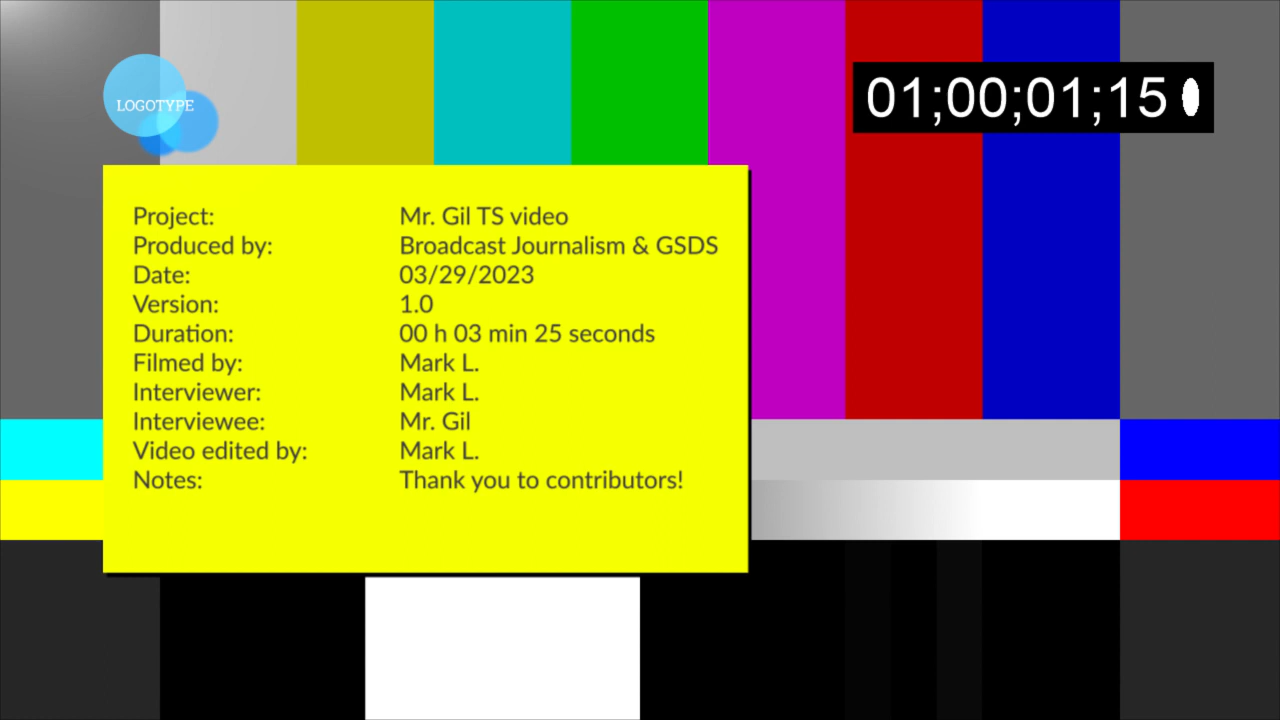 LOGOTYPE
01;00;01;15
Project: Mr. Gil TS video
Produced by: Broadcast Journalism & GSDS
Date: 03/29/2023
Version: 1.0
Duration: 00 h 03 min 25 seconds
Filmed by: Mark L.
Interviewer: Mark L.
Interviewee: Mr. Gil
Video edited by: Mark L.
Notes: Thank you to contributors!